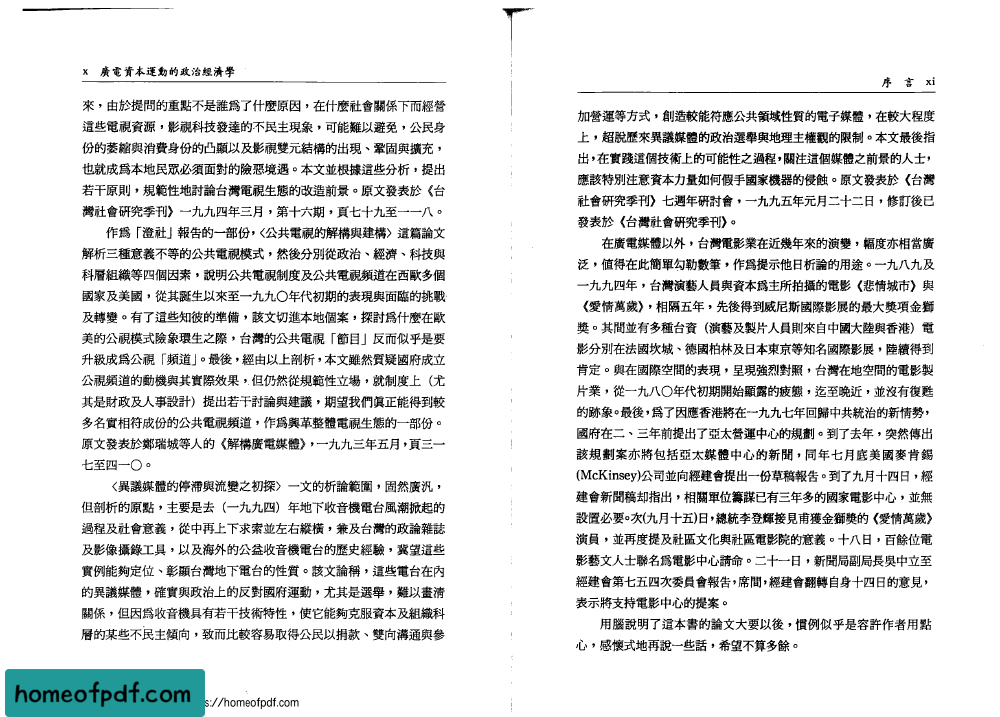 x 廣電資本運動的政治經濟學
來，由於提問的重點不是誰爲了什麼原因，在什麼社會關係下而經營
這些電視資源，影視科技發達的不民主現象，可能難以避免，公民身
份的萎縮與消費身份的凸顯以及影視雙元結構的出現、鞏固與擴充，
也就成爲本地民眾必須面對的險惡境遇。本文並根據這些分析，提出
若干原則，規範性地討論台灣電視生態的改造前景。原文發表於《台
灣社會研究季刊》一九九四年三月，第十六期，頁七十九至一一八。
作爲「澄社」報告的一部份，〈公共電視的解構與建構〉這篇論文
解析三種意義不等的公共電視模式，然後分別從政治、經濟、科技與
科層組織等四個因素，說明公共電視制度及公共電視頻道在西歐多個
國家及美國，從其誕生以來至一九九〇年代初期的表現與面臨的挑戰
及轉變。有了這些知彼的準備，該文切進本地個案，探討爲什麼在歐
美的公視模式險象環生之際，台灣的公共電視「節目」反而似乎是要
升級成爲公視「頻道」。最後，經由以上剖析，本文雖然質疑國府成立
公視頻道的動機與其實際效果，但仍然從規範性立場，就制度上（尤
其是財政及人事設計）提出若干討論與建議，期望我們眞正能得到較
多名實相符成份的公共電視頻道，作爲興革整體電視生態的一部份。
原文發表於鄭瑞城等人的《解構廣電媒體》，一九九三年五月，頁三一
七至四一〇。
〈異議媒體的停滯與流變之初探〉一文的析論範圍，固然廣汎，
但剖析的原點，主要是去（一九九四）年地下收音機電台風潮掀起的
過程及社會意義，從中再上下求索並左右縱橫，兼及台灣的政論雜誌
及影像攝錄工具，以及海外的公益收音機電台的歷史經驗，冀望這些
實例能夠定位、彰顯台灣地下電台的性質。該文論稱，這些電台在內
的異議媒體，確實與政治上的反對國府運動，尤其是選舉，難以畫清
關係，但因爲收音機具有若干技術特性，使它能夠克服資本及組織科
層的某些不民主傾向，致而比較容易取得公民以捐款、雙向溝通與參
序 言 xi
加營運等方式，創造較能符應公共領域性質的電子媒體，在較大程度
上，超脫歷來異議媒體的政治選舉與地理主權觀的限制。本文最後指
出，在實踐這個技術上的可能性之過程，關注這個媒體之前景的人士，
應該特別注意資本力量如何假手國家機器的侵蝕。原文發表於《台灣
社會研究季刊》七週年研討會，一九九五年元月二十二日，修訂後已
發表於《台灣社會研究季刊》。
在廣電媒體以外，台灣電影業在近幾年來的演變，幅度亦相當廣
泛，值得在此簡單勾勒數筆，作爲提示他日析論的用途。一九八九及
一九九四年，台灣演藝人員與資本爲主所拍攝的電影《悲情城市》與
《愛情萬歲》，相隔五年，先後得到威尼斯國際影展的最大獎項金獅
獎。其間並有多種台資（演藝及製片人員則來自中國大陸與香港）電
影分別在法國坎城、德國柏林及日本東京等知名國際影展，陸續得到
肯定。與在國際空間的表現，呈現強烈對照，台灣在地空間的電影製
片業，從一九八〇年代初期開始顯露的疲態，迄至晚近，並沒有復甦
的跡象。最後，爲了因應香港將在一九九七年回歸中共統治的新情勢，
國府在二、三年前提出了亞太營運中心的規劃。到了去年，突然傳出
該規劃案亦將包括亞太媒體中心的新聞，同年七月底美國麥肯錫
(McKinsey)公司並向經建會提出一份草稿報告。到了九月十四日，經
建會新聞稿却指出，相關單位籌謀已有三年多的國家電影中心，並無
設置必要。次(九月十五)日，總統李登輝接見甫獲金獅獎的《愛情萬歲》
演員，並再度提及社區文化與社區電影院的意義。十八日，百餘位電
影藝文人士聯名爲電影中心請命。二十一日，新聞局副局長吳中立至
經建會第七五四次委員會報告，席間，經建會翻轉自身十四日的意見，
表示將支持電影中心的提案。
用腦說明了這本書的論文大要以後，慣例似乎是容許作者用點
心，感懷式地再說一些話，希望不算多餘。
homeofpdf.com
s://homeofpdf.com